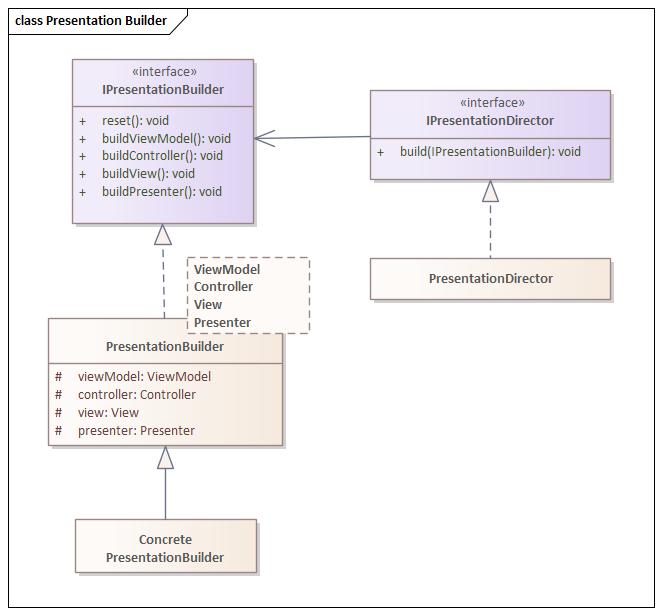 class Presentation Builder
«interface»
IPresentationBuilder
+ reset(): void
+ buildViewModel(): void
+ buildController(): void
+ buildView(): void
+ buildPresenter(): void
«interface»
IPresentationDirector
+ build(IPresentationBuilder): void
PresentationDirector
ViewModel
Controller
View
Presenter
PresentationBuilder
# viewModel: ViewModel
# controller: Controller
# view: View
# presenter: Presenter
Concrete
PresentationBuilder